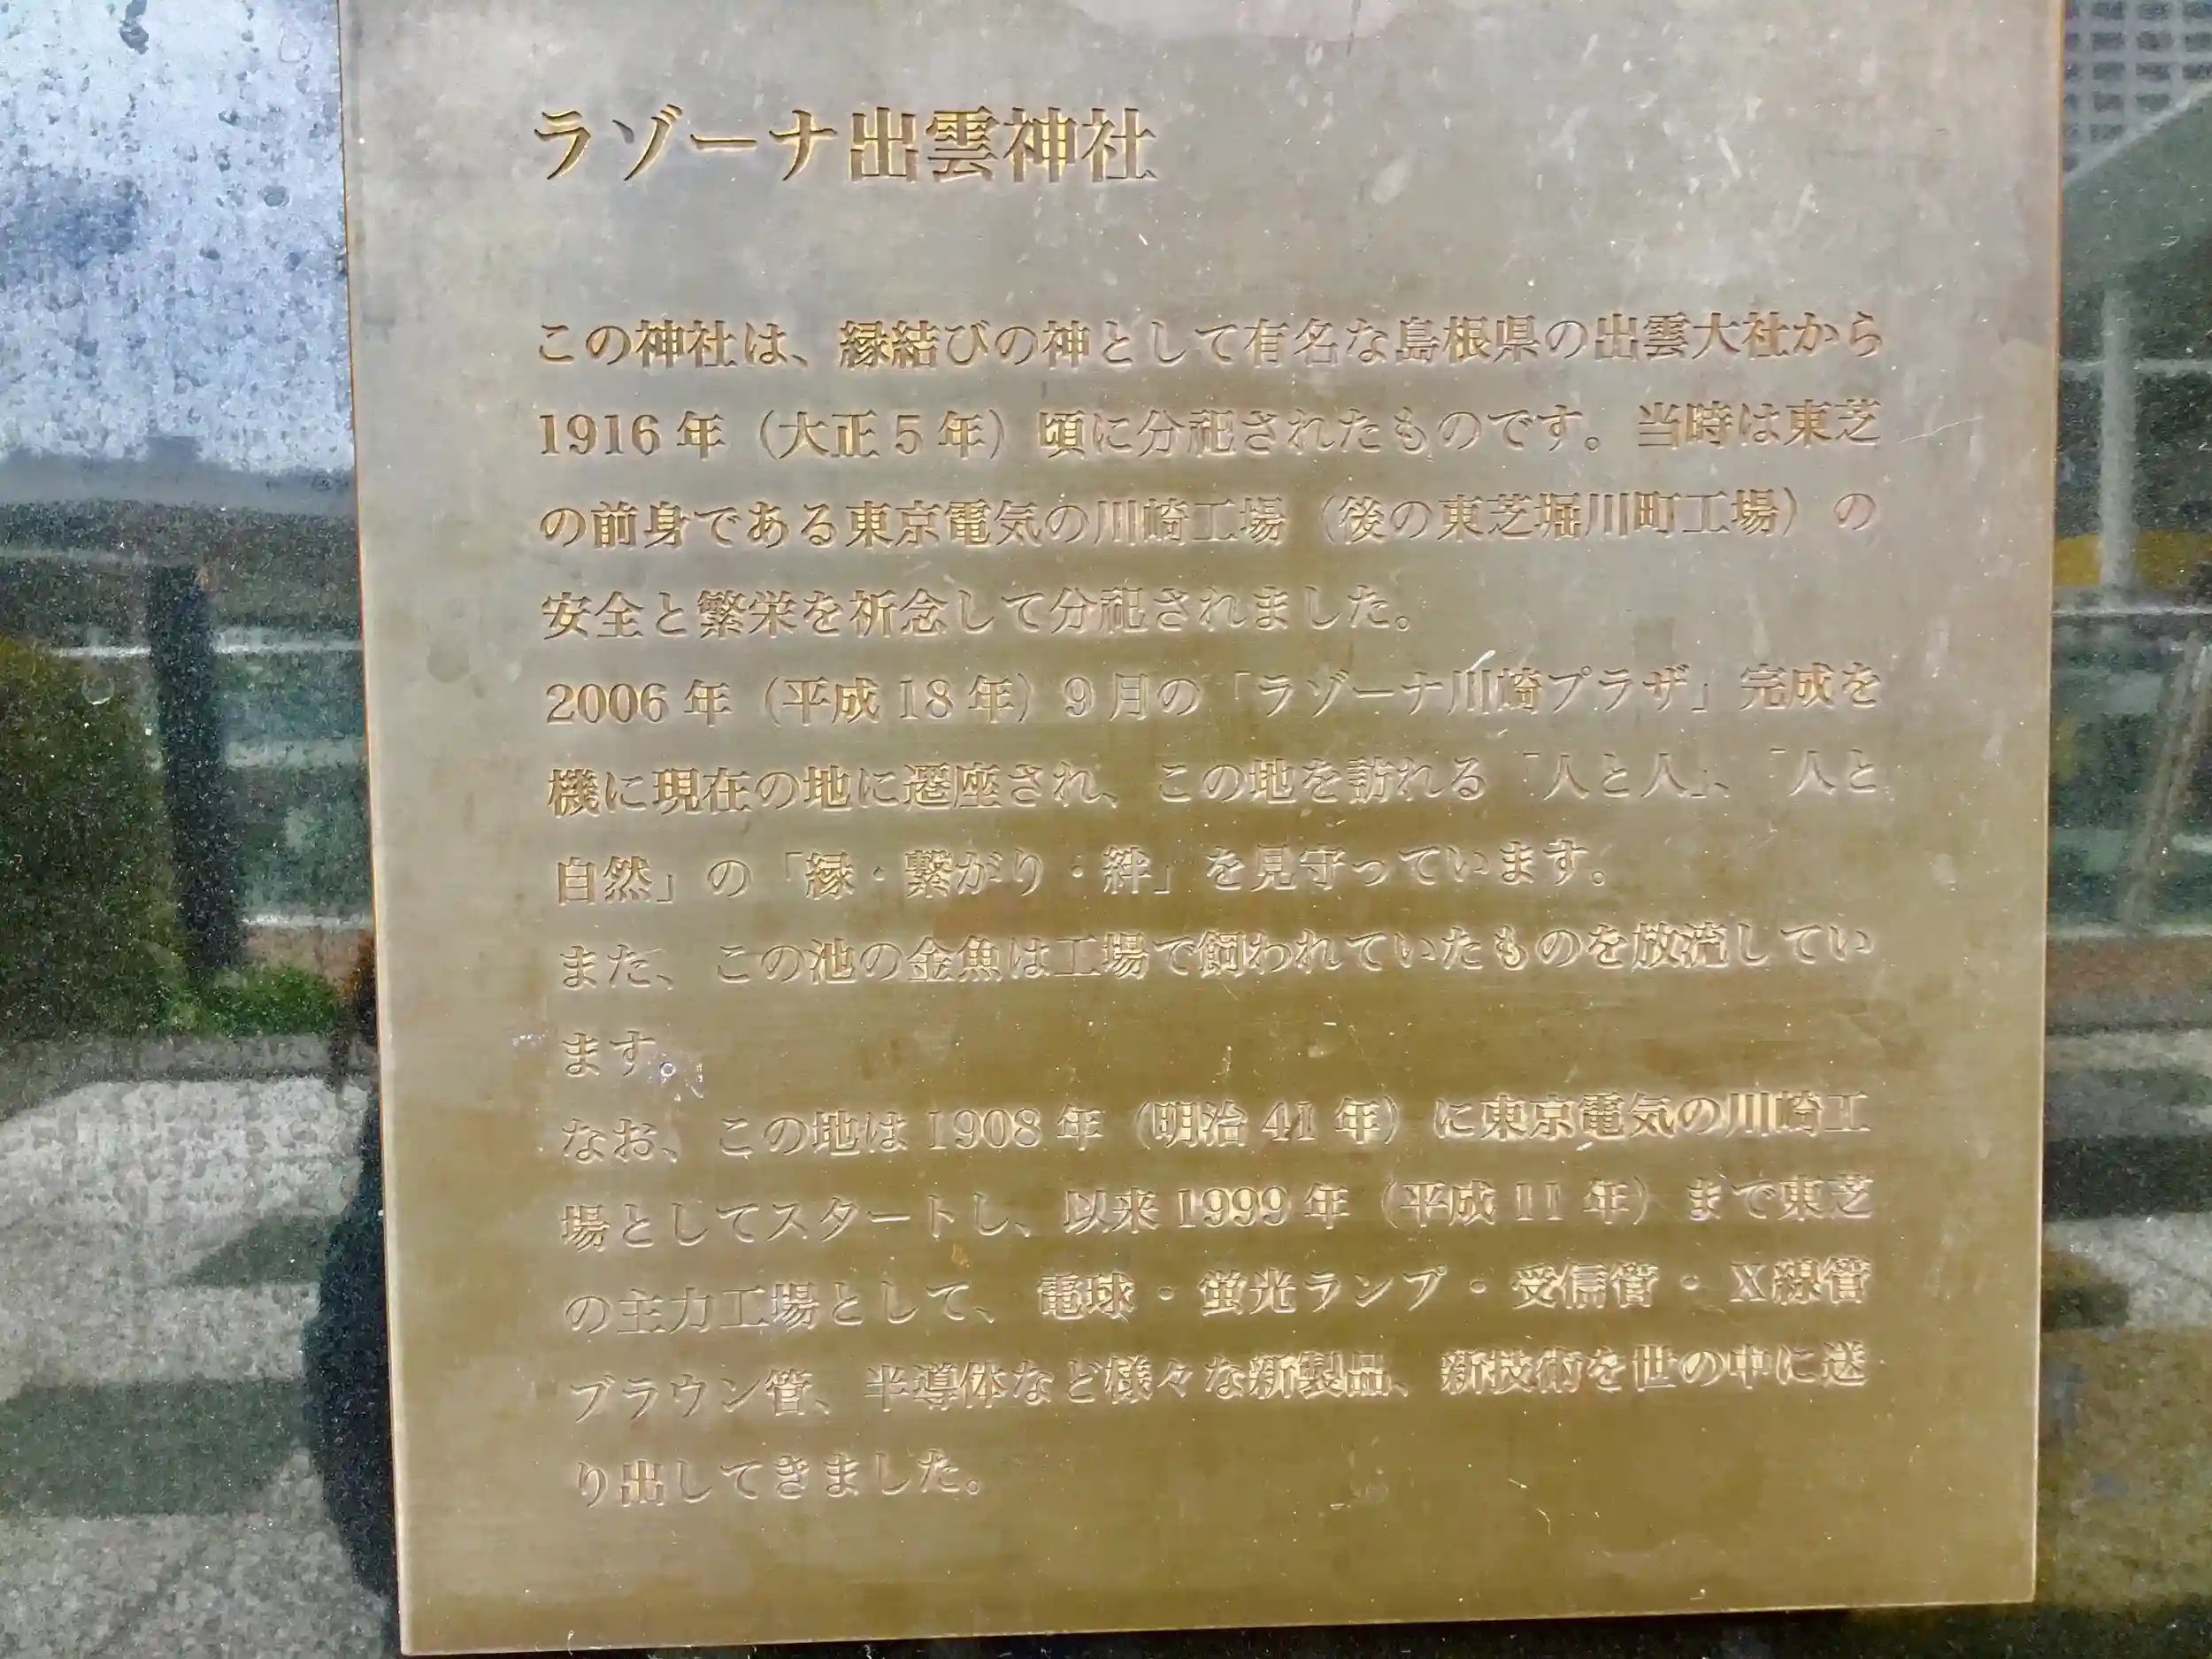 ラゾーナ出雲神社
この神社は、縁結びの神として有名な島根県の出雲大社から
1916年（大正5年）頃に分祀されたものです。当時は東芝
の前身である東京電気の川崎工場（後の東芝堀川町工場）の
安全と繁栄を祈念して分祀されました。
2006年（平成18年）9月の「ラゾーナ川崎プラザ」完成を
機に現在の地に遷座され、この地を訪れる「人と人」、「人と
自然」の「縁・繋がり・絆」を見守っています。
また、この池の金魚は工場で飼われていたものを放流してい
ます。
なお、この地は1908年（明治41年）に東京電気の川崎工
場としてスタートし、以来1999年（平成11年）まで東芝
の主力工場として、電球・蛍光ランプ・受信管・X線管
ブラウン管、半導体など様々な新製品、新技術を世の中に送
り出してきました。